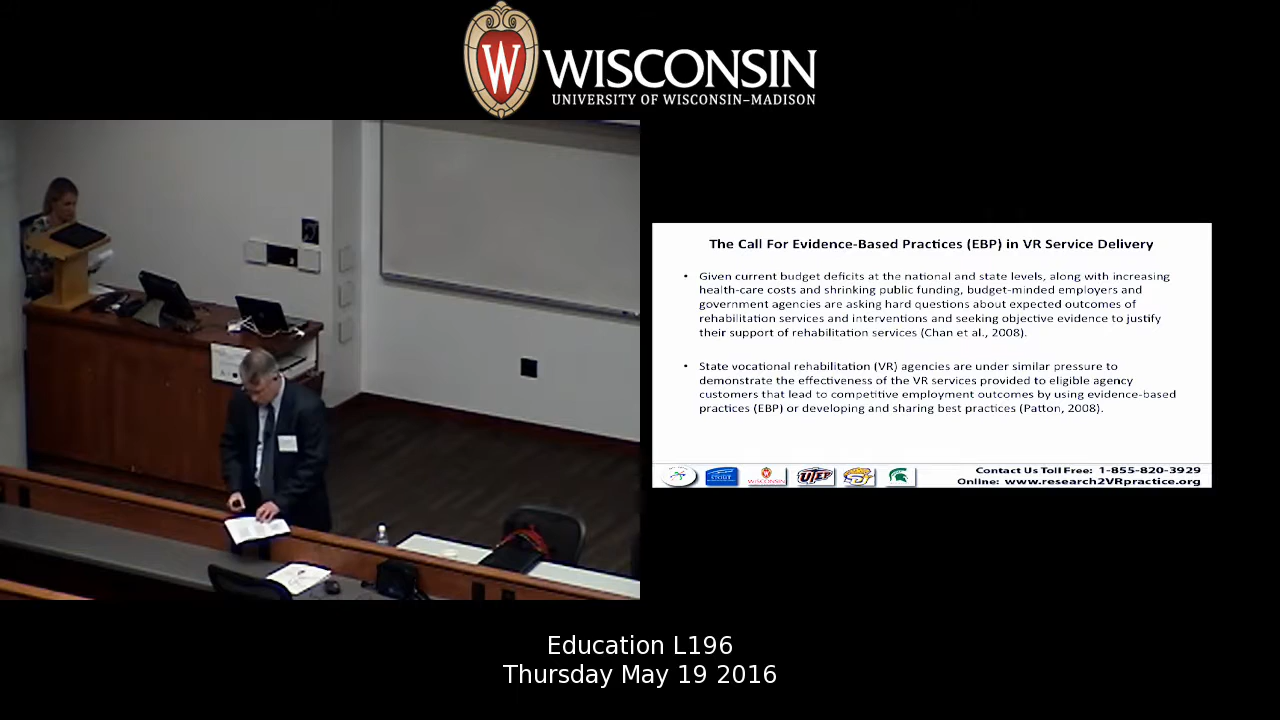 W
WISCONSIN
UNIVERSITY OF WISCONSIN–MADISON
The Call For Evidence-Based Practices (EBP) in VR Service Delivery
• Given current budget deficits at the national and state levels, along with increasing
health-care costs and shrinking public funding, budget-minded employers and
government agencies are asking hard questions about expected outcomes of
rehabilitation services and interventions and seeking objective evidence to justify
their support of rehabilitation services (Chan et al., 2008).
• State vocational rehabilitation (VR) agencies are under similar pressure to
demonstrate the effectiveness of the VR services provided to eligible agency
customers that lead to competitive employment outcomes by using evidence-based
practices (EBP) or developing and sharing best practices (Patton, 2008).
WISCONSIN
UTEP
Contact Us Toll Free: 1-855-820-3929
Online: www.research2VRpractice.org
Education L196
Thursday May 19 2016